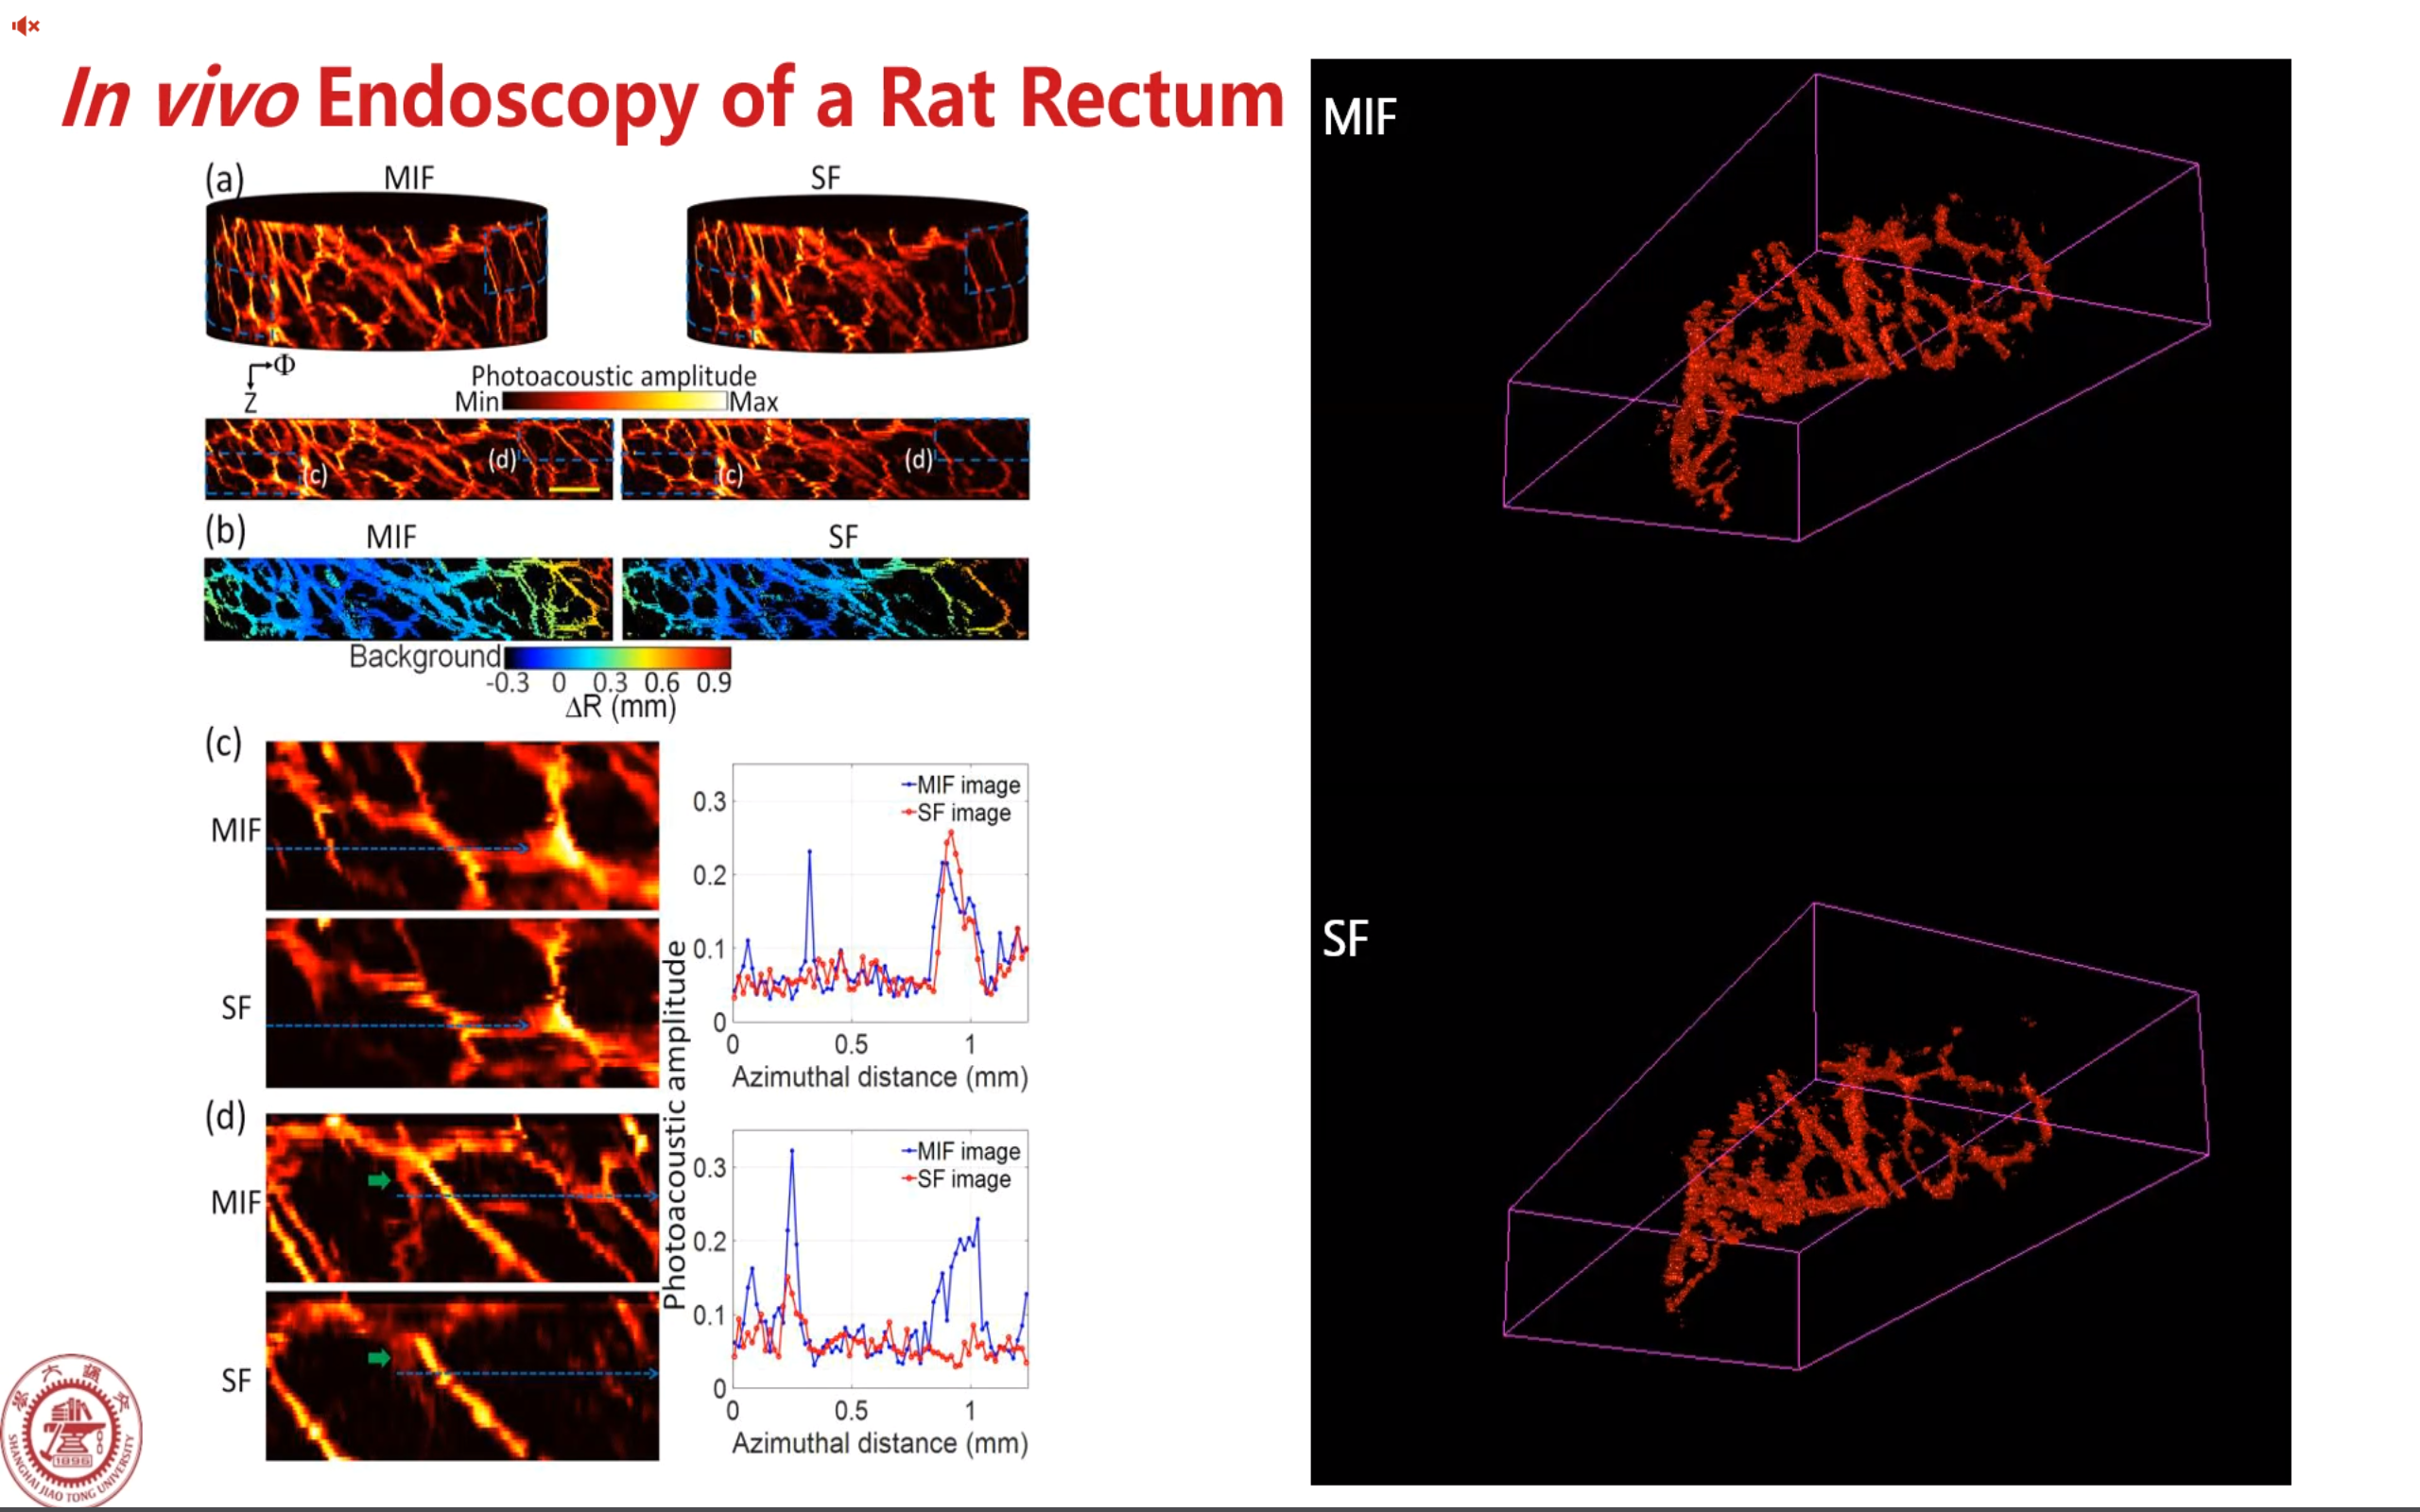 In vivo Endoscopy of a Rat Rectum
(a)
MIF
SF
Φ
Z
Photoacoustic amplitude
Min
Max
(c)
(d)
(c)
(d)
(b)
MIF
SF
Background
-0.3 0 0.3 0.6 0.9
ΔR (mm)
(c)
MIF
SF
(d)
MIF
SF
Photoacoustic amplitude
MIF image
SF image
0.3
0.2
0.1
0
0 0.5 1
Azimuthal distance (mm)
MIF image
SF image
0.3
0.2
0.1
0
0 0.5 1
Azimuthal distance (mm)
MIF
SF
1896
SHANGHAI JIAO TONG UNIVERSITY